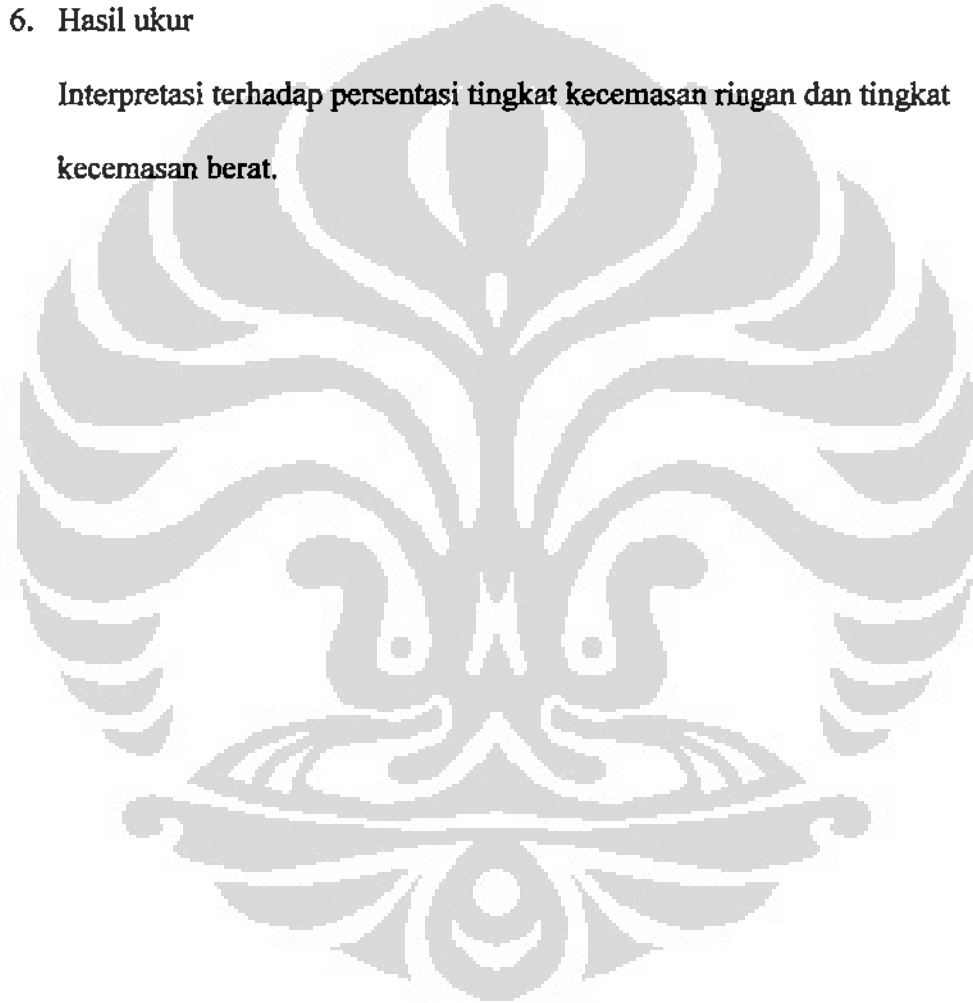 6. Hasil ukur
Interpretasi terhadap persentasi tingkat kecemasan ringan dan tingkat
kecemasan berat.